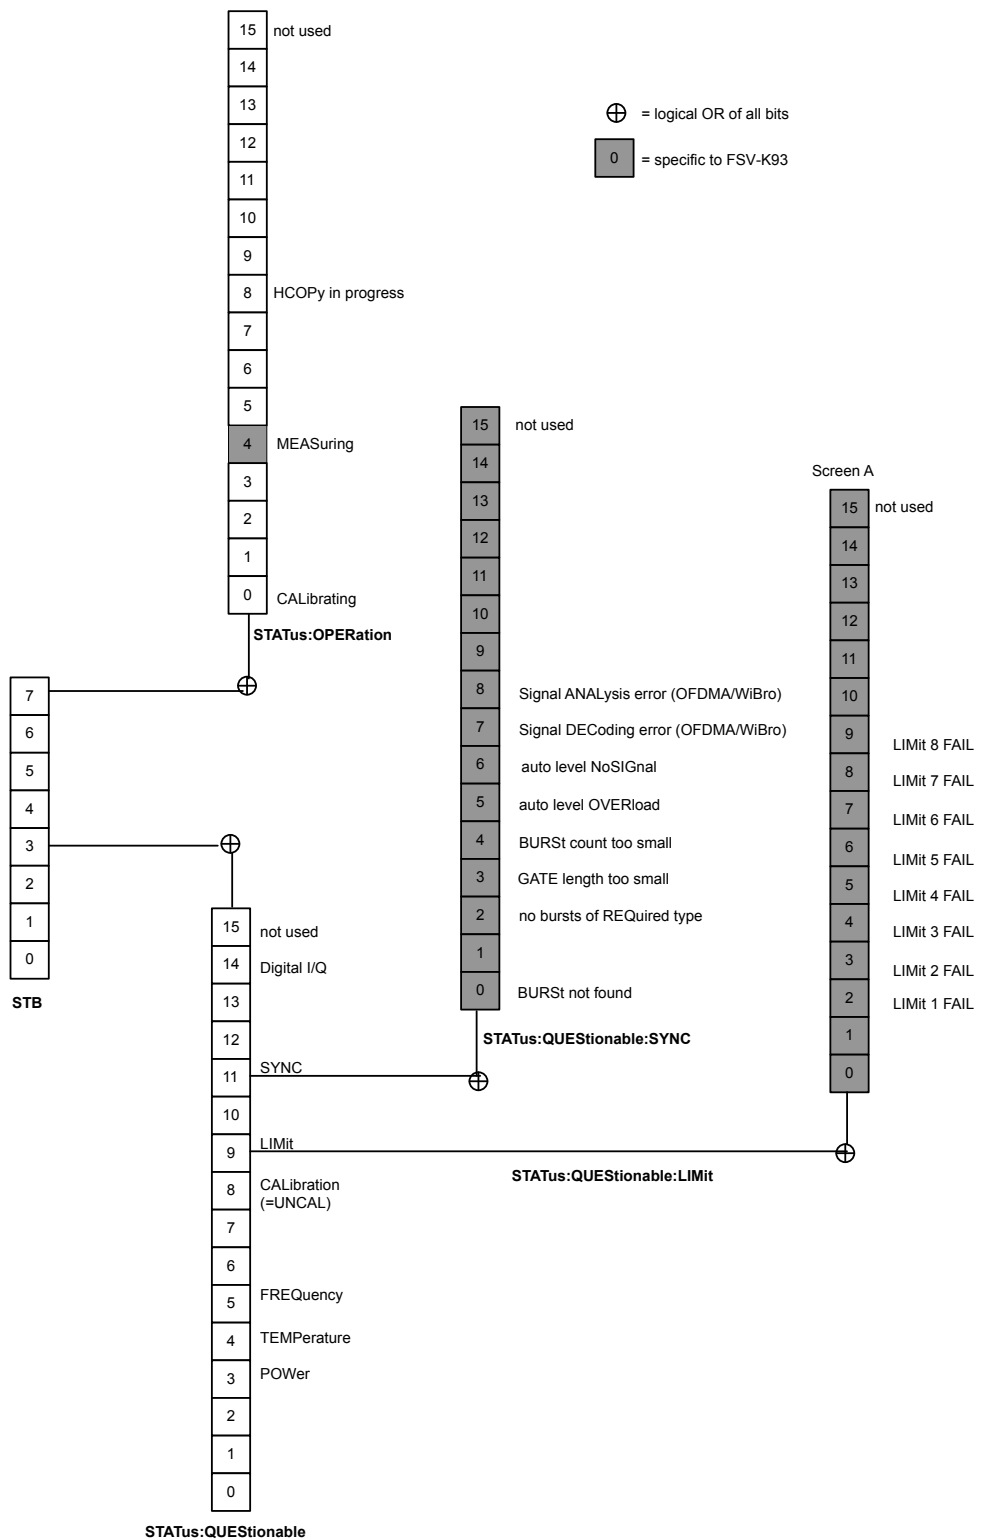 15 not used
14
13
12
11
10
9
8 HCOPy in progress
7
6
5
4 MEASuring
3
2
1
0 CALibrating
STATus:OPERation
= logical OR of all bits
0 = specific to FSV-K93
7
6
5
4
3
2
1
0
STB
15 not used
14 Digital I/Q
13
12
11 SYNC
10
9 LIMit
8 CALibration
(=UNCAL)
7
6
5 FREQuency
4 TEMPerature
3 POWer
2
1
0
STATus:QUEStionable
15 not used
14
13
12
11
10
9
8 Signal ANALysis error (OFDMA/WiBro)
7 Signal DECoding error (OFDMA/WiBro)
6 auto level NoSIGnal
5 auto level OVERload
4 BURSt count too small
3 GATE length too small
2 no bursts of REQuired type
1
0 BURSt not found
STATus:QUEStionable:SYNC
Screen A
15 not used
14
13
12
11
10
9 LIMit 8 FAIL
8 LIMit 7 FAIL
7 LIMit 6 FAIL
6 LIMit 5 FAIL
5 LIMit 4 FAIL
4 LIMit 3 FAIL
3 LIMit 2 FAIL
2 LIMit 1 FAIL
1
0
STATus:QUEStionable:LIMit